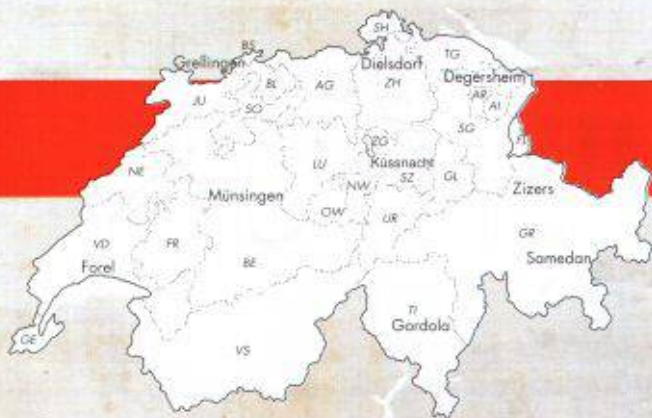 SH
BS
Grellingen
Dielsdorf
TG
BL
AG
ZH
Degersheim
JU
SO
AR
AI
SG
FL
ZG
NE
LU
Küssnacht
SZ
GL
NW
Münsingen
Zizers
OW
UR
VD
FR
GR
BE
Forel
Samedan
TI
Gordola
GE
VS